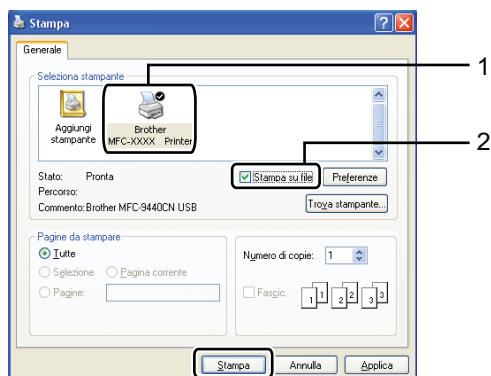 Stampa
Generale
Seleziona stampante
1
Aggiungi stampante
Brother MFC-XXXX Printer
2
Stato: Pronta
Stampa su file
Preferenze
Percorso:
Commento: Brother MFC-9440CN USB
Trova stampante...
Pagine da stampare
Tutte
Numero di copie: 1
Selezione
Pagina corrente
Pagine:
Fascic.
1 1 2 2 3 3
Stampa
Annulla
Applica